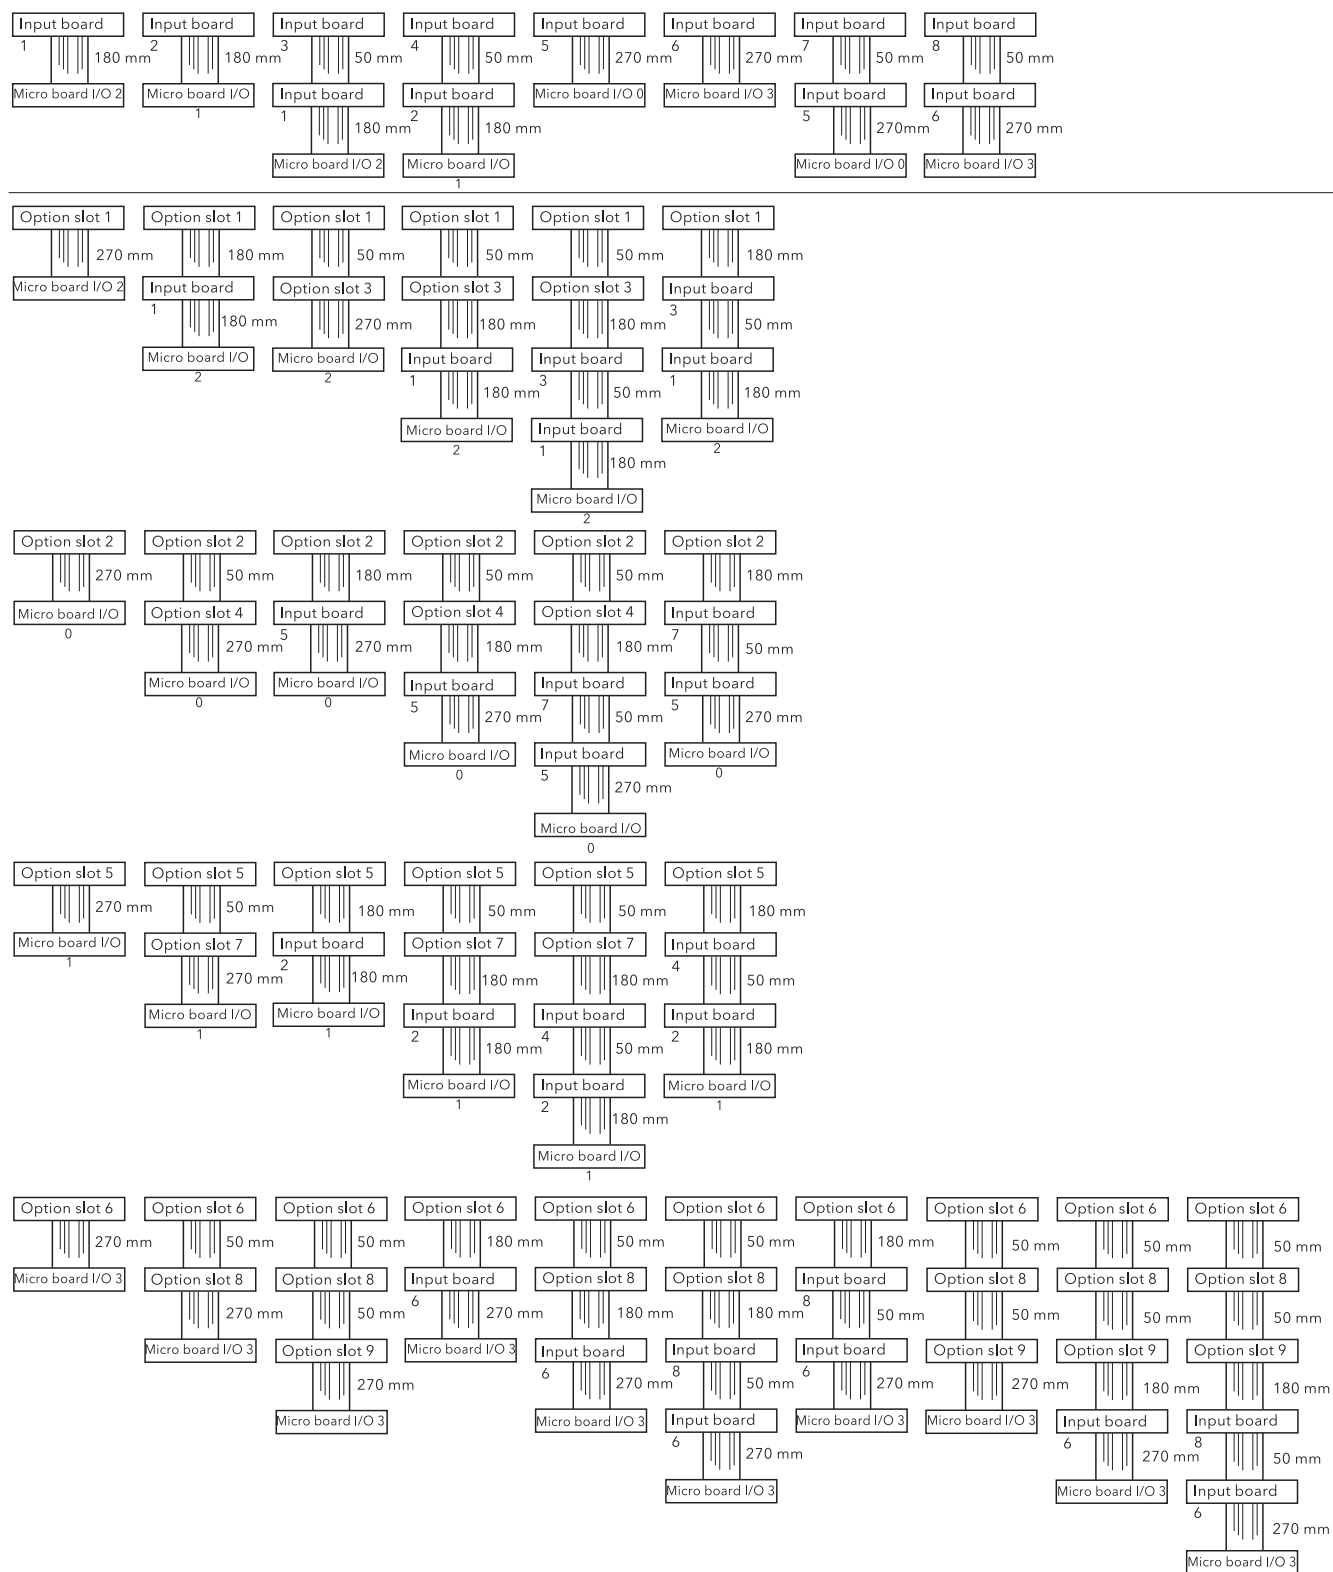 Input board Input board Input board Input board Input board Input board Input board Input board
1 2 3 4 5 6 7 8
180 mm 180 mm 50 mm 50 mm 270 mm 270 mm 50 mm 50 mm
Micro board I/O 2 Micro board I/O Input board Input board Micro board I/O 0 Micro board I/O 3 Input board Input board
1 1 2 5 6
180 mm 180 mm 270mm 270 mm
Micro board I/O 2 Micro board I/O Micro board I/O 0 Micro board I/O 3
1
Option slot 1 Option slot 1 Option slot 1 Option slot 1 Option slot 1 Option slot 1
270 mm 180 mm 50 mm 50 mm 50 mm 180 mm
Micro board I/O 2 Input board Option slot 3 Option slot 3 Option slot 3 Input board
1 3
180 mm 270 mm 180 mm 180 mm 50 mm
Micro board I/O Micro board I/O Input board Input board Input board
2 2 1 3 1
180 mm 50 mm 180 mm
Micro board I/O Input board Micro board I/O
2 1 2
180 mm
Micro board I/O
2
Option slot 2 Option slot 2 Option slot 2 Option slot 2 Option slot 2 Option slot 2
270 mm 50 mm 180 mm 50 mm 50 mm 180 mm
Micro board I/O Option slot 4 Input board Option slot 4 Option slot 4 Input board
0 5 7
270 mm 270 mm 180 mm 180 mm 50 mm
Micro board I/O Micro board I/O Input board Input board Input board
0 0 5 7 5
270 mm 50 mm 270 mm
Micro board I/O Input board Micro board I/O
0 5 0
270 mm
Micro board I/O
0
Option slot 5 Option slot 5 Option slot 5 Option slot 5 Option slot 5 Option slot 5
270 mm 50 mm 180 mm 50 mm 50 mm 180 mm
Micro board I/O Option slot 7 Input board Option slot 7 Option slot 7 Input board
1 2 4
270 mm 180 mm 180 mm 180 mm 50 mm
Micro board I/O Micro board I/O Input board Input board Input board
1 1 2 4 2
180 mm 50 mm 180 mm
Micro board I/O Input board Micro board I/O
1 2 1
180 mm
Micro board I/O
1
Option slot 6 Option slot 6 Option slot 6 Option slot 6 Option slot 6 Option slot 6 Option slot 6 Option slot 6 Option slot 6 Option slot 6
270 mm 50 mm 50 mm 180 mm 50 mm 50 mm 180 mm 50 mm 50 mm 50 mm
Micro board I/O 3 Option slot 8 Option slot 8 Input board Option slot 8 Option slot 8 Input board Option slot 8 Option slot 8 Option slot 8
6 8
270 mm 50 mm 270 mm 180 mm 180 mm 50 mm 50 mm 50 mm 50 mm
Micro board I/O 3 Option slot 9 Micro board I/O 3 Input board Input board Input board Option slot 9 Option slot 9 Option slot 9
6 8 6
270 mm 270 mm 50 mm 270 mm 270 mm 180 mm 180 mm
Micro board I/O 3 Micro board I/O 3 Input board Micro board I/O 3 Micro board I/O 3 Input board Input board
6 6 8
270 mm 270 mm 50 mm
Micro board I/O 3 Micro board I/O 3 Input board
6
270 mm
Micro board I/O 3